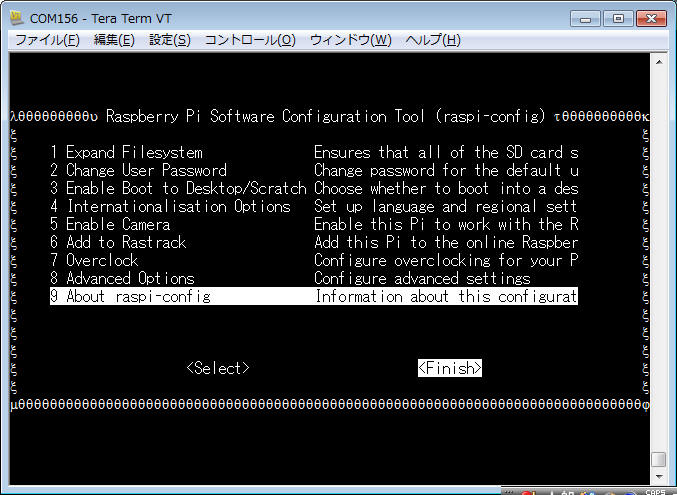 COM156 - Tera Term VT
ファイル(F) 編集(E) 設定(S) コントロール(O) ウィンドウ(W) ヘルプ(H)
λθθθθθθθθθυ Raspberry Pi Software Configuration Tool (raspi-config) τθθθθθθθθθθκ
ξ ξ
ξ 1 Expand Filesystem Ensures that all of the SD card s ξ
ξ 2 Change User Password Change password for the default u ξ
ξ 3 Enable Boot to Desktop/Scratch Choose whether to boot into a des ξ
ξ 4 Internationalisation Options Set up language and regional sett ξ
ξ 5 Enable Camera Enable this Pi to work with the R ξ
ξ 6 Add to Rastrack Add this Pi to the online Raspber ξ
ξ 7 Overclock Configure overclocking for your P ξ
ξ 8 Advanced Options Configure advanced settings ξ
ξ 9 About raspi-config Information about this configurat ξ
ξ ξ
ξ ξ
ξ ξ
ξ <Select> <Finish> ξ
ξ ξ
μθθθθθθθθθθθθθθθθθθθθθθθθθθθθθθθθθθθθθθθθθθθθθθθθθθθθθθθθθθθθθθθθθθθθθθθθθθθθθθφ
CAPS